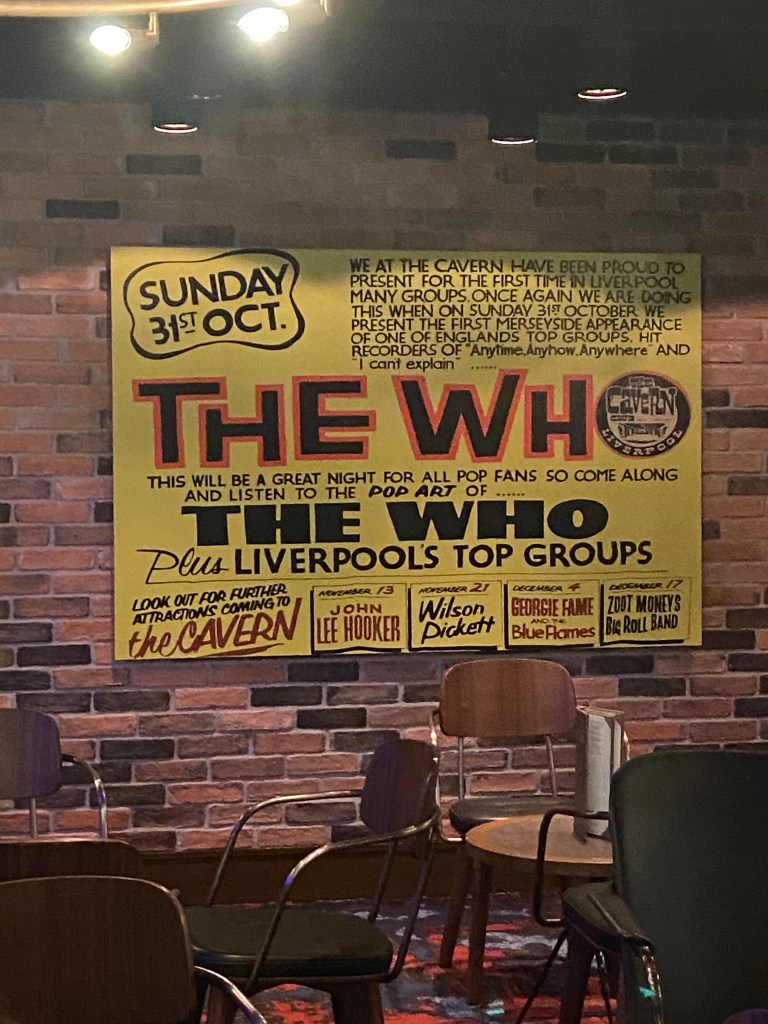 SUNDAY
31ST OCT.
WE AT THE CAVERN HAVE BEEN PROUD TO
PRESENT FOR THE FIRST TIME IN LIVERPOOL
MANY GROUPS. ONCE AGAIN WE ARE DOING
THIS WHEN ON SUNDAY 31ST OCTOBER WE
PRESENT THE FIRST MERSEYSIDE APPEARANCE
OF ONE OF ENGLANDS TOP GROUPS. HIT
RECORDERS OF "Anytime.Anyhow.Anywhere" AND
"I can't explain" ......
THE WHO
THE
CAVERN
LIVERPOOL
THIS WILL BE A GREAT NIGHT FOR ALL POP FANS SO COME ALONG
AND LISTEN TO THE POP ART OF ......
THE WHO
Plus LIVERPOOL'S TOP GROUPS
LOOK OUT FOR FURTHER
ATTRACTIONS COMING TO
the CAVERN
NOVEMBER 13
JOHN
LEE HOOKER
NOVEMBER 21
Wilson
Pickett
DECEMBER 4
GEORGIE FAME
AND THE
Blue Flames
DECEMBER 17
ZOOT MONEYS
BIG ROLL BAND